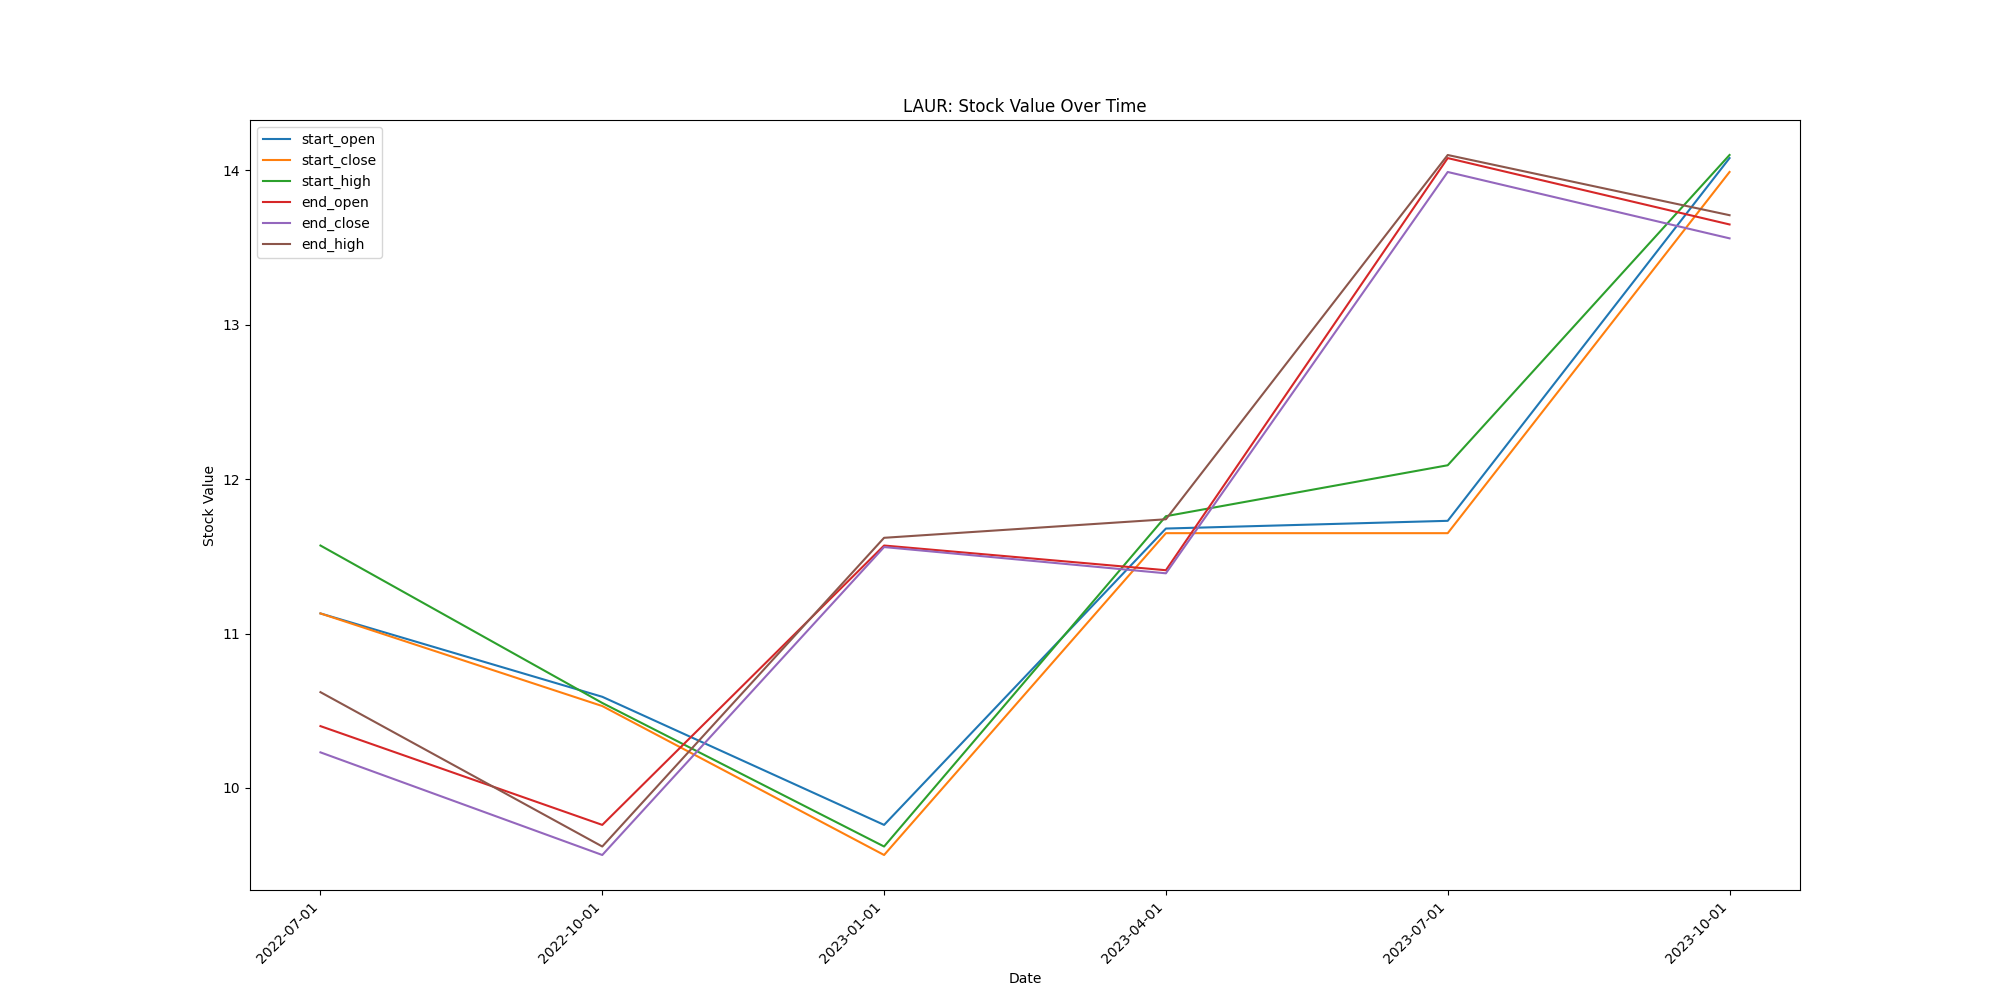 LAUR: Stock Value Over Time
start_open
start_close
start_high
end_open
end_close
end_high
14
13
12
11
10
Stock Value
2022-07-01
2022-10-01
2023-01-01
2023-04-01
2023-07-01
2023-10-01
Date